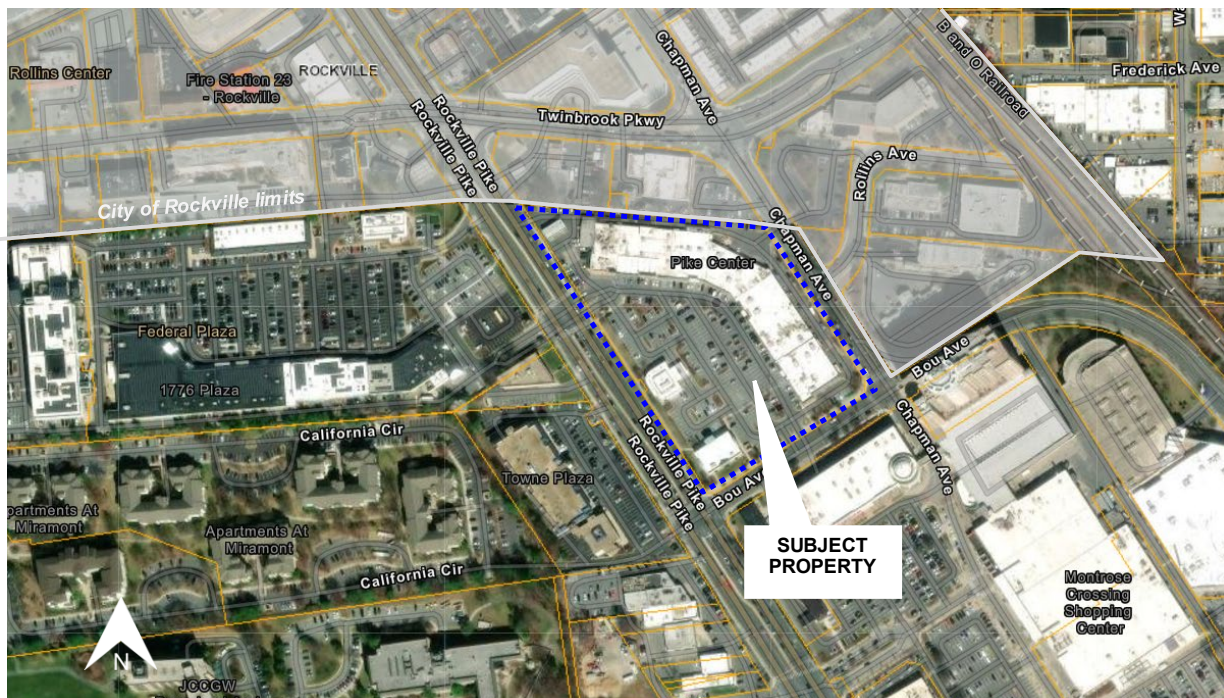 Rollins Center
Fire Station 23
- Rockville
ROCKVILLE
Chapman Ave
B and O Railroad
Wa
Frederick Ave
Rockville Pike
Rockville Pike
Twinbrook Pkwy
Rollins Ave
City of Rockville limits
Chapman Ave
Pike Center
Federal Plaza
1776 Plaza
Bou Ave
California Cir
Chapman Ave
Towne Plaza
Rockville Pike
Rockville Pike
Bou Ave
partments At
Miramont
Apartments At
Miramont
SUBJECT
PROPERTY
California Cir
Montrose
Crossing
Shopping
Center
N
JCCGW